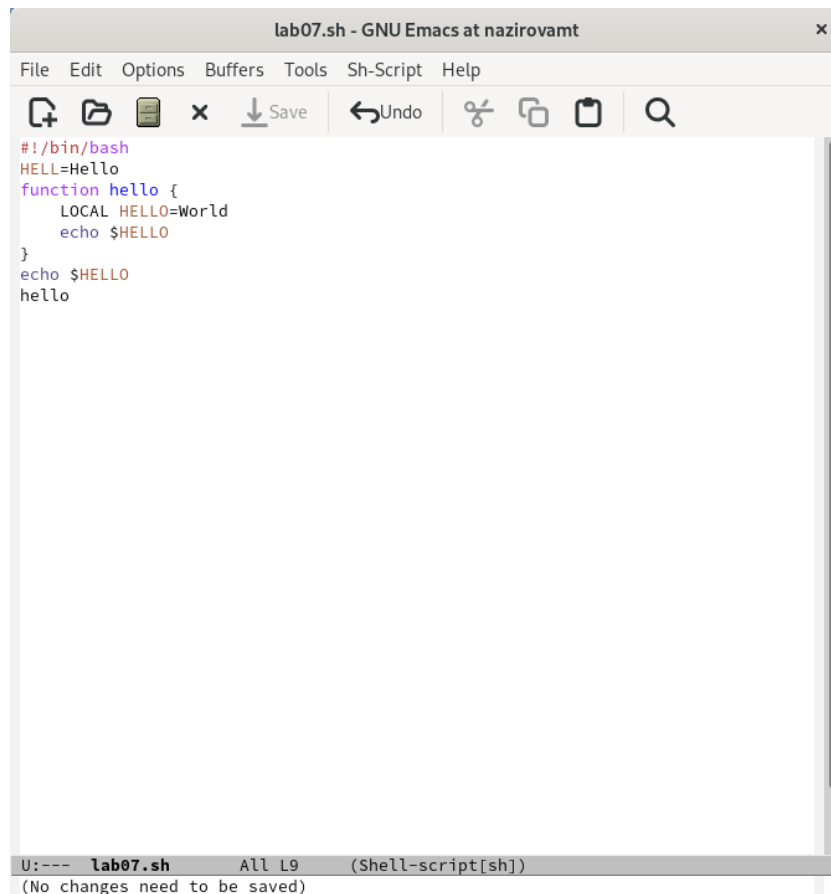 lab07.sh - GNU Emacs at nazirovamt ×
File Edit Options Buffers Tools Sh-Script Help
Save Undo
#!/bin/bash
HELL=Hello
function hello {
    LOCAL HELLO=World
    echo $HELLO
}
echo $HELLO
hello
U:--- lab07.sh All L9 (Shell-script[sh])
(No changes need to be saved)